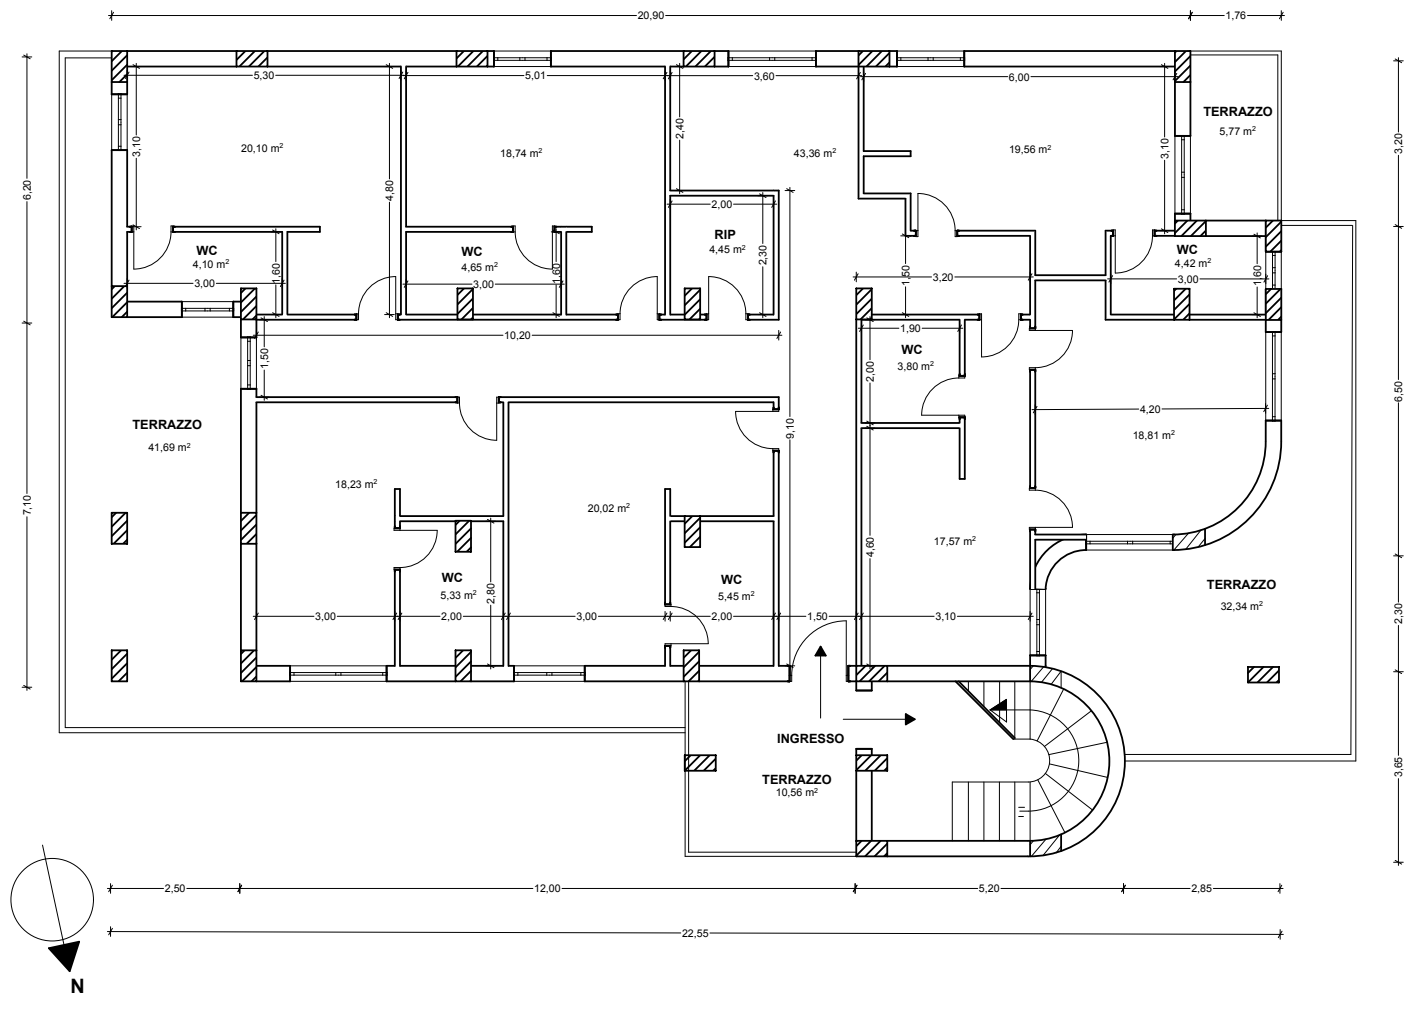 20,90
1,76
5,30
5,01
3,60
6,00
TERRAZZO
5,77 m²
3,20
2,40
3,10
20,10 m²
18,74 m²
43,36 m²
19,56 m²
3,10
6,20
4,80
2,00
RIP
4,45 m²
2,30
WC
4,10 m²
1,60
3,00
WC
4,65 m²
1,60
3,00
WC
4,42 m²
1,60
3,00
1,50
3,20
10,20
1,50
1,90
WC
3,80 m²
2,00
6,50
4,20
18,81 m²
TERRAZZO
41,69 m²
9,10
7,10
18,23 m²
20,02 m²
4,60
17,57 m²
WC
5,33 m²
2,80
WC
5,45 m²
TERRAZZO
32,34 m²
2,30
3,00
2,00
3,00
2,00
1,50
3,10
INGRESSO
TERRAZZO
10,56 m²
3,65
2,50
12,00
5,20
2,85
22,55
N